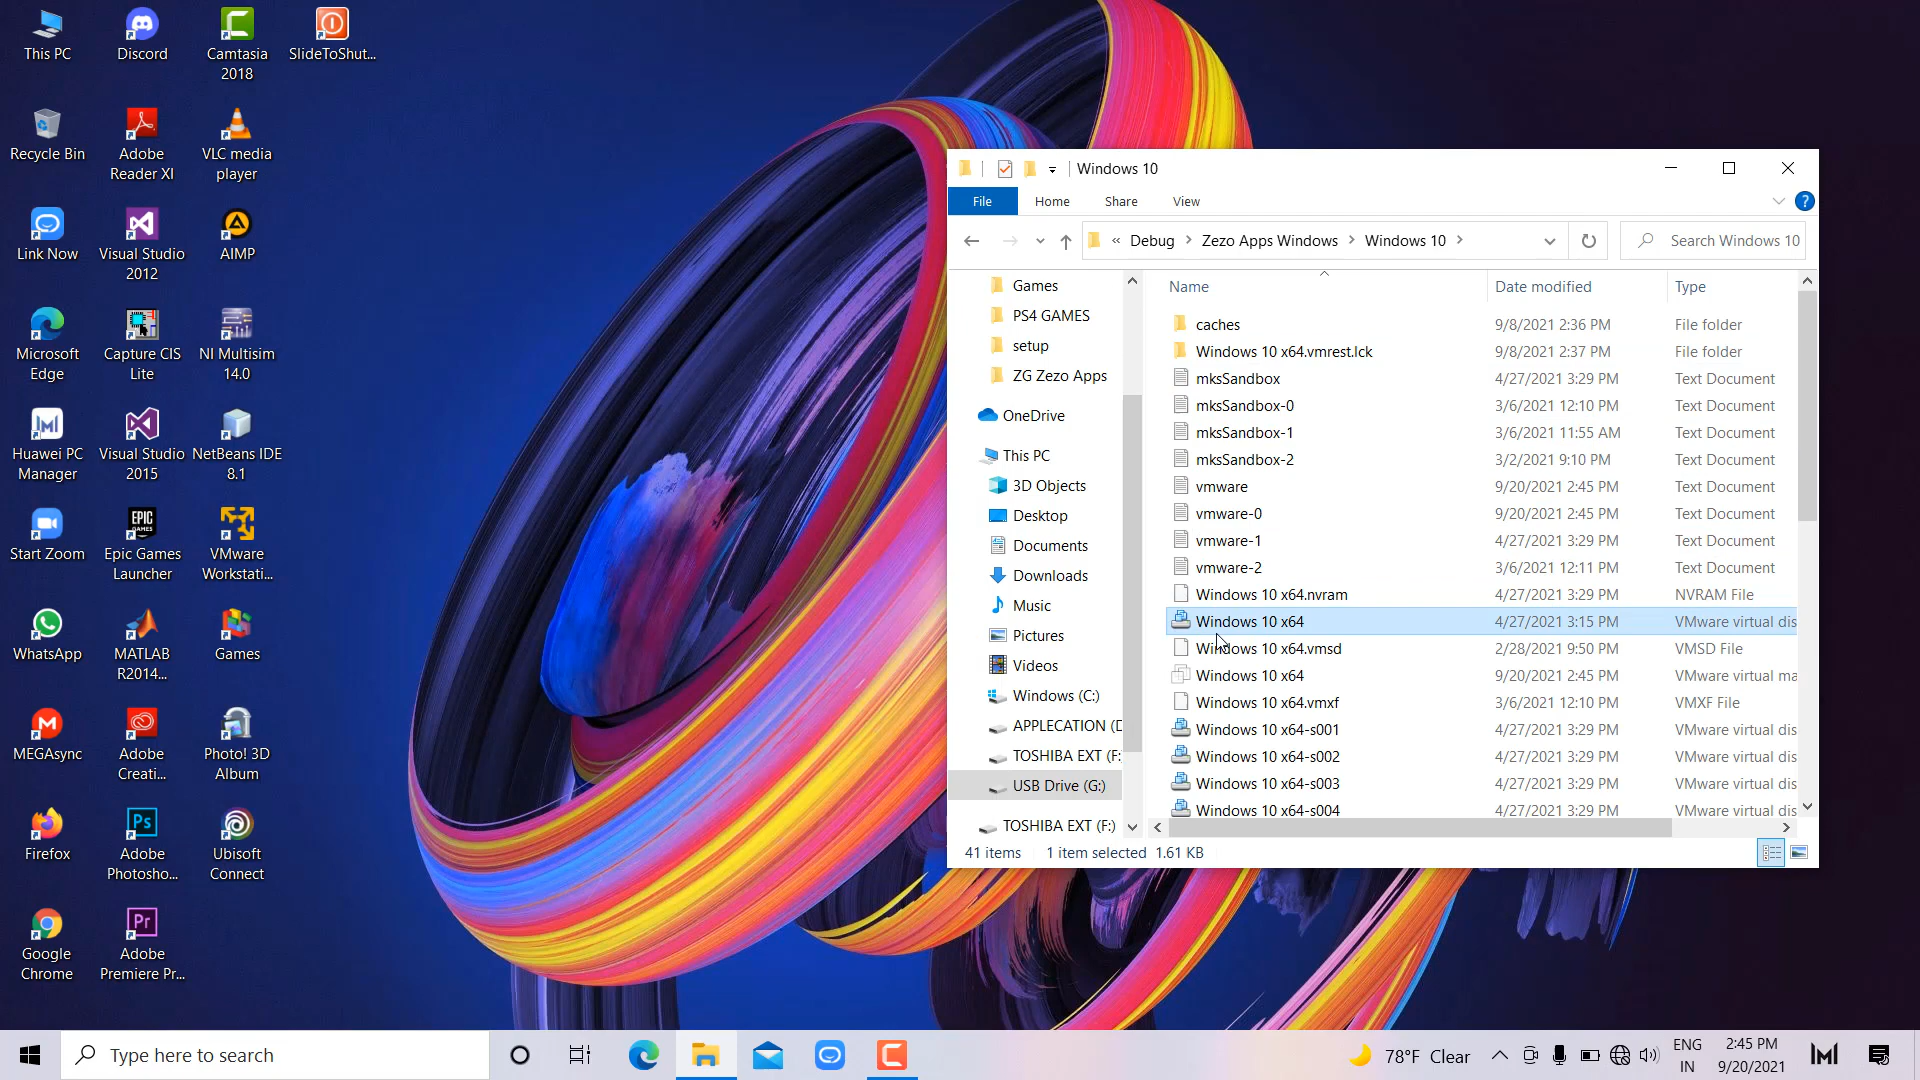 This PC
Discord
Camtasia
2018
SlideToShut...
Recycle Bin
Adobe
Reader XI
VLC media
player
Link Now
Visual Studio
2012
AIMP
Microsoft
Edge
Capture CIS
Lite
NI Multisim
14.0
Huawei PC
Manager
Visual Studio
2015
NetBeans IDE
8.1
Start Zoom
EPIC
GAMES
Epic Games
Launcher
VMware
Workstati...
WhatsApp
MATLAB
R2014...
Games
MEGAsync
Adobe
Creati...
Photo! 3D
Album
Firefox
Ps
Adobe
Photosho...
Ubisoft
Connect
Google
Chrome
Pr
Adobe
Premiere Pr...
Windows 10
File
Home
Share
View
?
« Debug > Zezo Apps Windows > Windows 10 >
Search Windows 10
Games
PS4 GAMES
setup
ZG Zezo Apps
OneDrive
This PC
3D Objects
Desktop
Documents
Downloads
Music
Pictures
Videos
Windows (C:)
APPLECATION (D
TOSHIBA EXT (F:
USB Drive (G:)
TOSHIBA EXT (F:)
Name Date modified Type
caches 9/8/2021 2:36 PM File folder
Windows 10 x64.vmrest.lck 9/8/2021 2:37 PM File folder
mksSandbox 4/27/2021 3:29 PM Text Document
mksSandbox-0 3/6/2021 12:10 PM Text Document
mksSandbox-1 3/6/2021 11:55 AM Text Document
mksSandbox-2 3/2/2021 9:10 PM Text Document
vmware 9/20/2021 2:45 PM Text Document
vmware-0 9/20/2021 2:45 PM Text Document
vmware-1 4/27/2021 3:29 PM Text Document
vmware-2 3/6/2021 12:11 PM Text Document
Windows 10 x64.nvram 4/27/2021 3:29 PM NVRAM File
Windows 10 x64 4/27/2021 3:15 PM VMware virtual dis
Windows 10 x64.vmsd 2/28/2021 9:50 PM VMSD File
Windows 10 x64 9/20/2021 2:45 PM VMware virtual ma
Windows 10 x64.vmxf 3/6/2021 12:10 PM VMXF File
Windows 10 x64-s001 4/27/2021 3:29 PM VMware virtual dis
Windows 10 x64-s002 4/27/2021 3:29 PM VMware virtual dis
Windows 10 x64-s003 4/27/2021 3:29 PM VMware virtual dis
Windows 10 x64-s004 4/27/2021 3:29 PM VMware virtual dis
41 items 1 item selected 1.61 KB
Type here to search
78°F Clear
ENG
IN
2:45 PM
9/20/2021